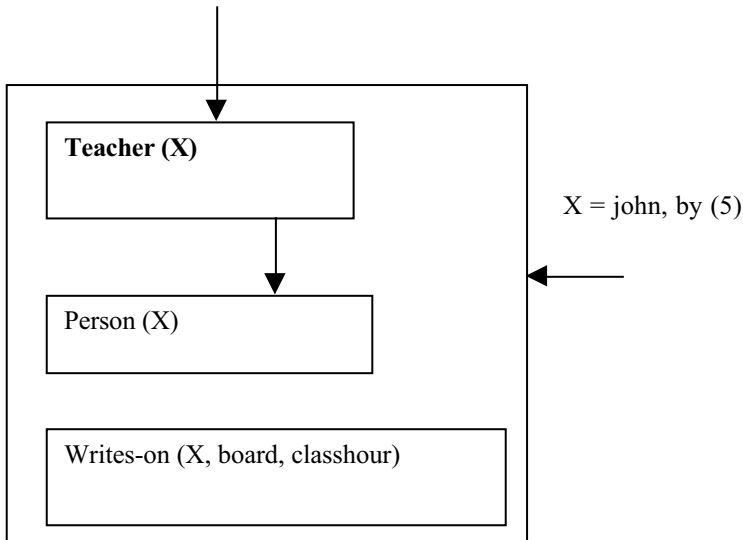 Teacher (X)
X = john, by (5)
Person (X)
Writes-on (X, board, classhour)